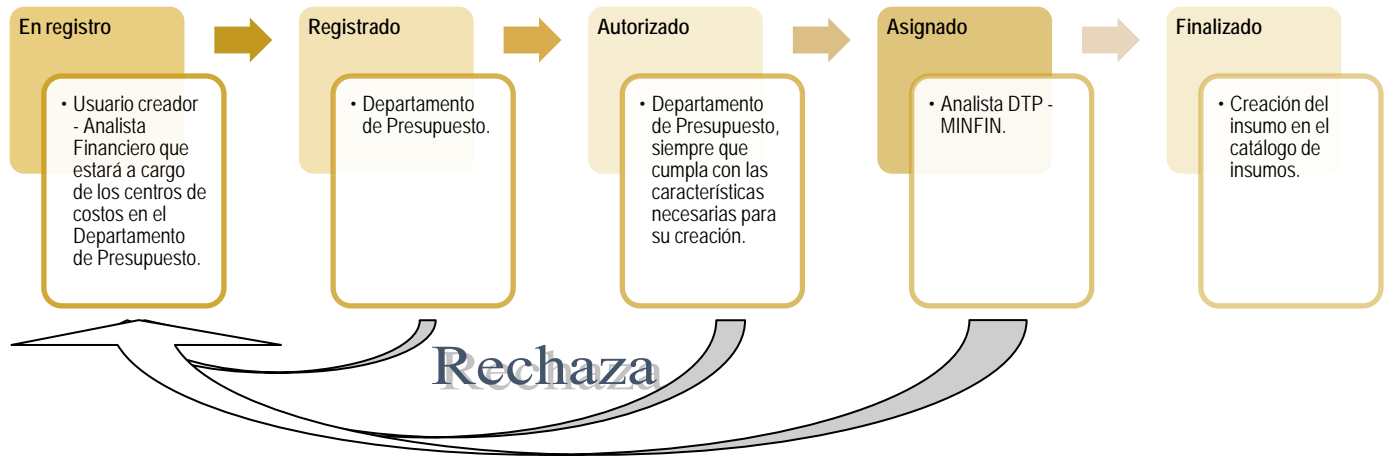 En registro
• Usuario creador
- Analista
Financiero que
estará a cargo
de los centros de
costos en el
Departamento
de Presupuesto.
Registrado
• Departamento
de Presupuesto.
Autorizado
• Departamento
de Presupuesto,
siempre que
cumpla con las
características
necesarias para
su creación.
Asignado
• Analista DTP -
MINFIN.
Finalizado
• Creación del
insumo en el
catálogo de
insumos.
Rechaza